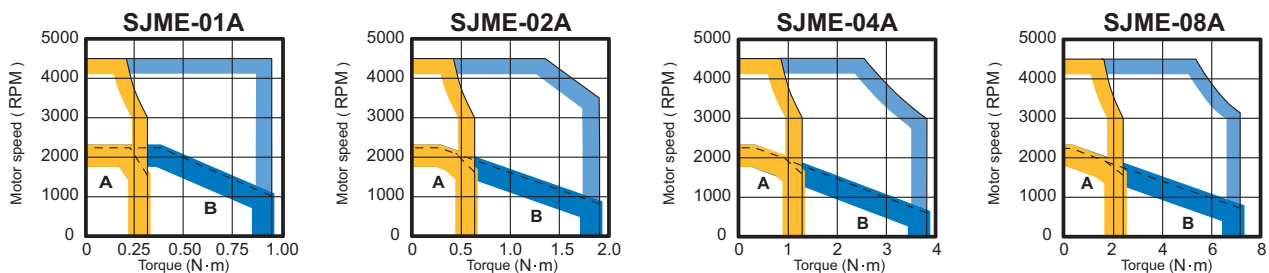 SJME-01A
Motor speed ( RPM )
5000
4000
3000
2000
1000
0
A
B
0
0.25
0.50
0.75
1.00
Torque (N·m)
SJME-02A
Motor speed ( RPM )
5000
4000
3000
2000
1000
0
A
B
0
0.5
1.0
1.5
2.0
Torque (N·m)
SJME-04A
Motor speed ( RPM )
5000
4000
3000
2000
1000
0
A
B
0
1
2
3
4
Torque (N·m)
SJME-08A
Motor speed ( RPM )
5000
4000
3000
2000
1000
0
A
B
0
2
4
6
8
Torque (N·m)